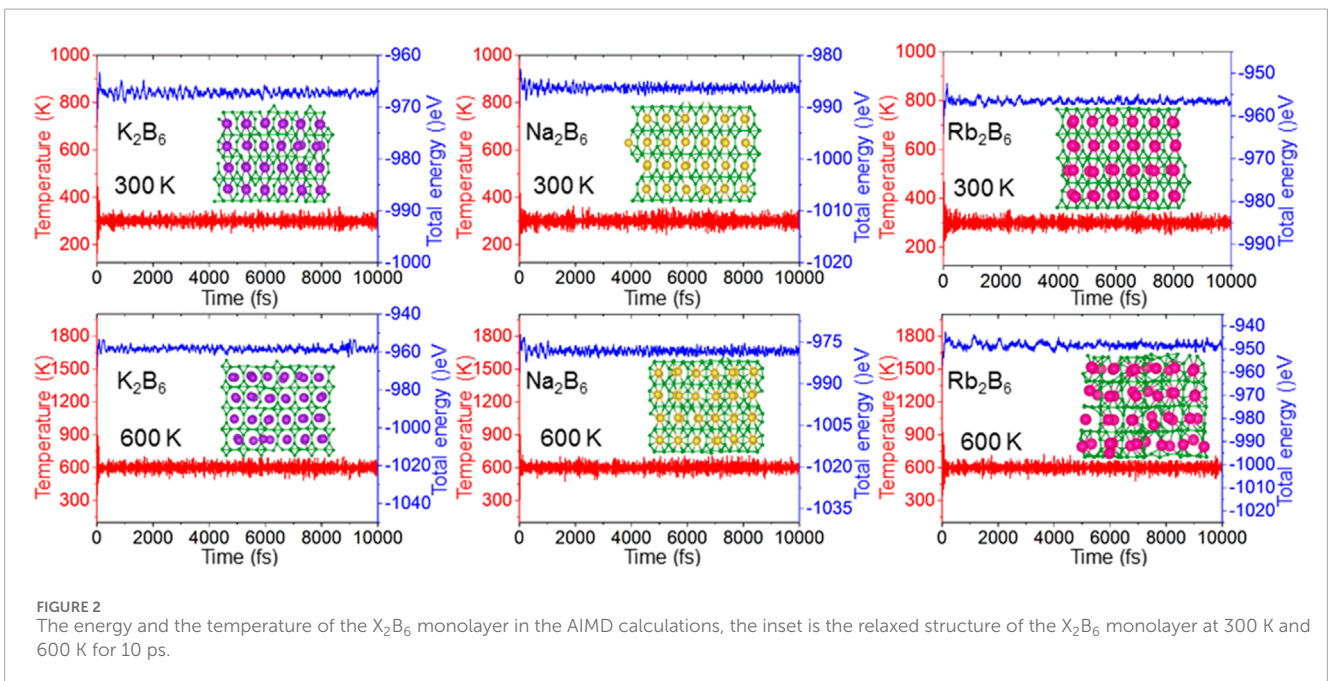 1000
800
600
400
200
Temperature (K)
K2B6
300 K
-960
-970
-980
-990
-1000
Total energy ()eV
0 2000 4000 6000 8000 10000
Time (fs)
1000
800
600
400
200
Temperature (K)
Na2B6
300 K
-980
-990
-1000
-1010
-1020
Total energy ()eV
0 2000 4000 6000 8000 10000
Time (fs)
1000
800
600
400
200
Temperature (K)
Rb2B6
300 K
-950
-960
-970
-980
-990
Total energy ()eV
0 2000 4000 6000 8000 10000
Time (fs)
1800
1500
1200
900
600
300
Temperature (K)
K2B6
600 K
-940
-960
-980
-1000
-1020
-1040
Total energy ()eV
0 2000 4000 6000 8000 10000
Time (fs)
1800
1500
1200
900
600
300
Temperature (K)
Na2B6
600 K
-975
-990
-1005
-1020
-1035
Total energy ()eV
0 2000 4000 6000 8000 10000
Time (fs)
1800
1500
1200
900
600
300
Temperature (K)
Rb2B6
600 K
-940
-950
-960
-970
-980
-990
-1000
-1010
-1020
Total energy ()eV
0 2000 4000 6000 8000 10000
Time (fs)
FIGURE 2
The energy and the temperature of the X2B6 monolayer in the AIMD calculations, the inset is the relaxed structure of the X2B6 monolayer at 300 K and
600 K for 10 ps.